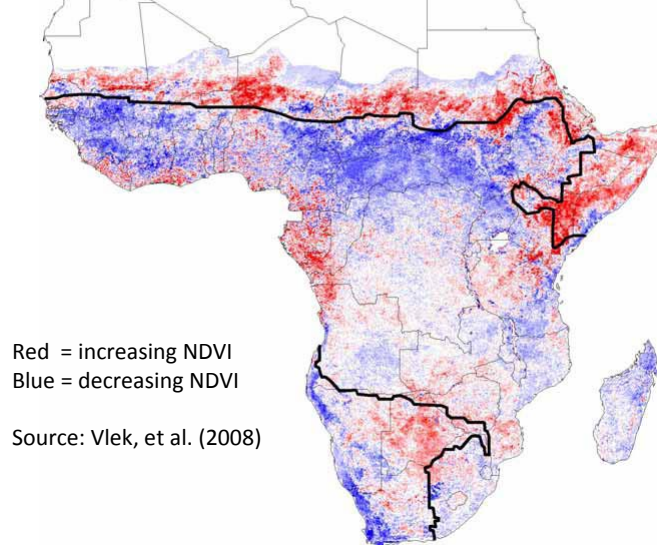 Red = increasing NDVI
Blue = decreasing NDVI
Source: Vlek, et al. (2008)